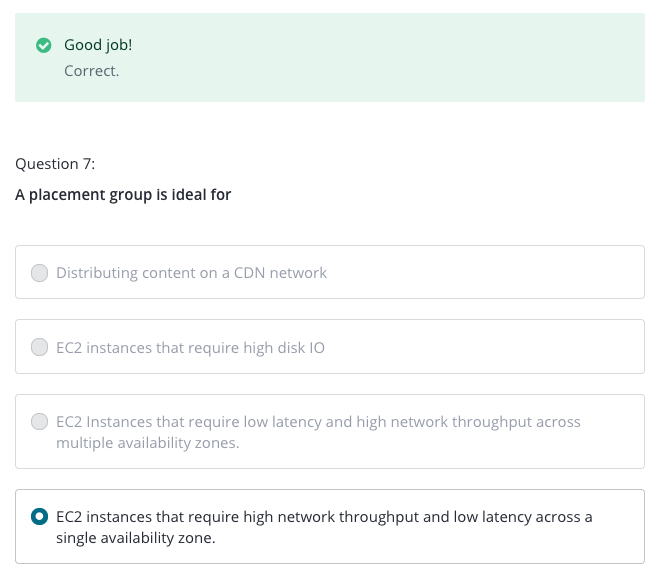 Good job!
Correct.
Question 7:
A placement group is ideal for
Distributing content on a CDN network
EC2 instances that require high disk IO
EC2 Instances that require low latency and high network throughput across
multiple availability zones.
EC2 instances that require high network throughput and low latency across a
single availability zone.